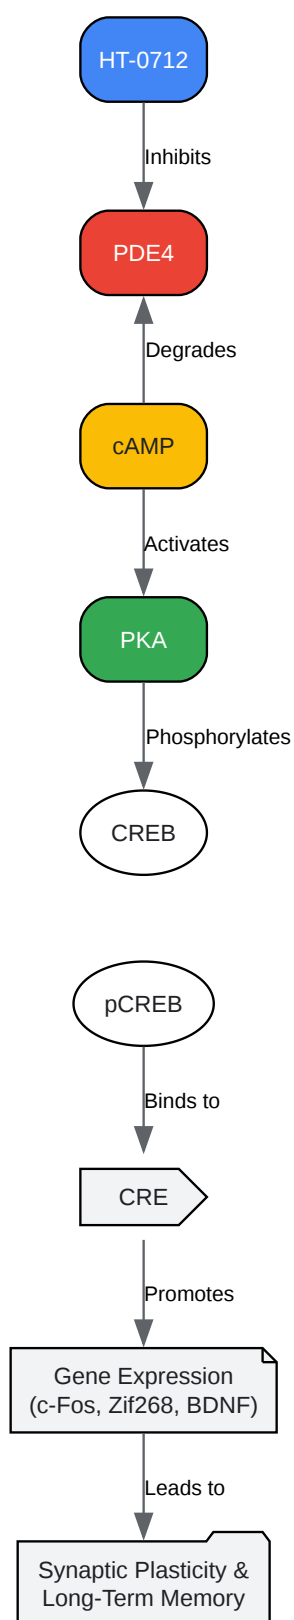 HT-0712
Inhibits
PDE4
Degrades
cAMP
Activates
PKA
Phosphorylates
CREB
pCREB
Binds to
CRE
Promotes
Gene Expression
(c-Fos, Zif268, BDNF)
Leads to
Synaptic Plasticity &
Long-Term Memory